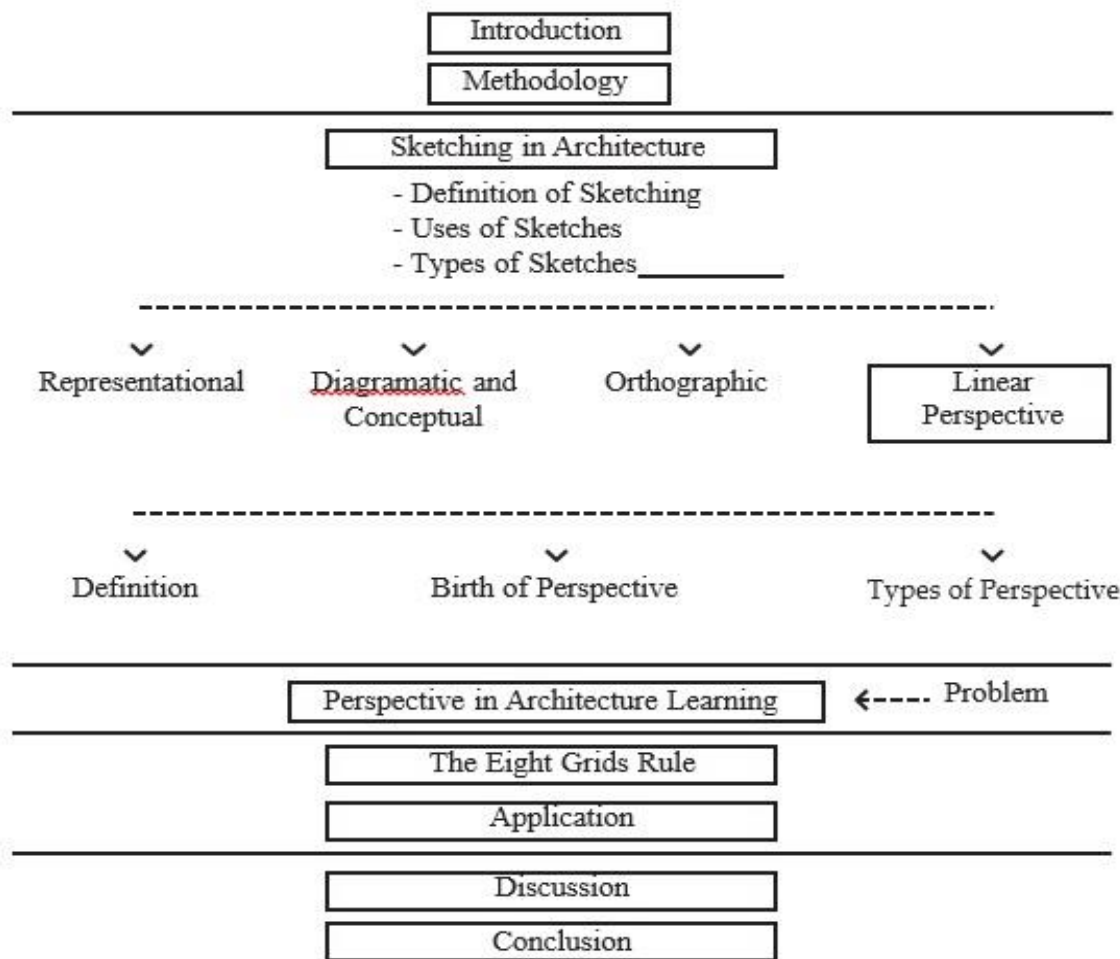 Introduction
Methodology
Sketching in Architecture
- Definition of Sketching
- Uses of Sketches
- Types of Sketches
Representational
Diagramatic and
Conceptual
Orthographic
Linear
Perspective
Definition
Birth of Perspective
Types of Perspective
Perspective in Architecture Learning
Problem
The Eight Grids Rule
Application
Discussion
Conclusion